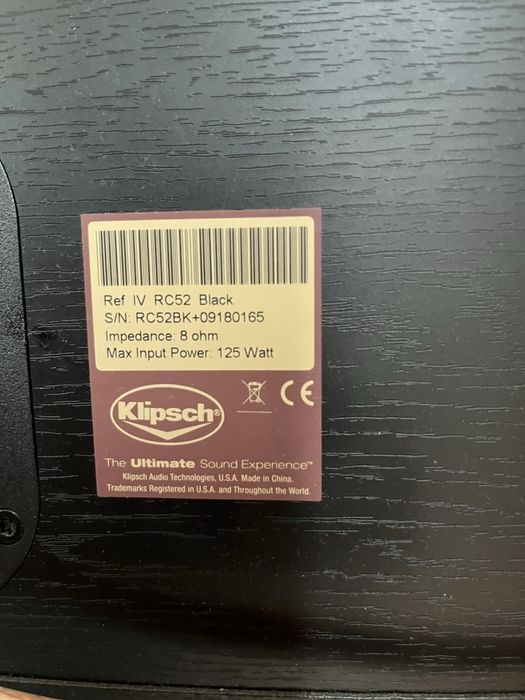 Ref IV RC52 Black
S/N: RC52BK+09180165
Impedance: 8 ohm
Max Input Power: 125 Watt
Klipsch®
CE
The Ultimate Sound Experience™
Klipsch Audio Technologies, U.S.A. Made in China.
Trademarks Registered in U.S.A. and Throughout the World.